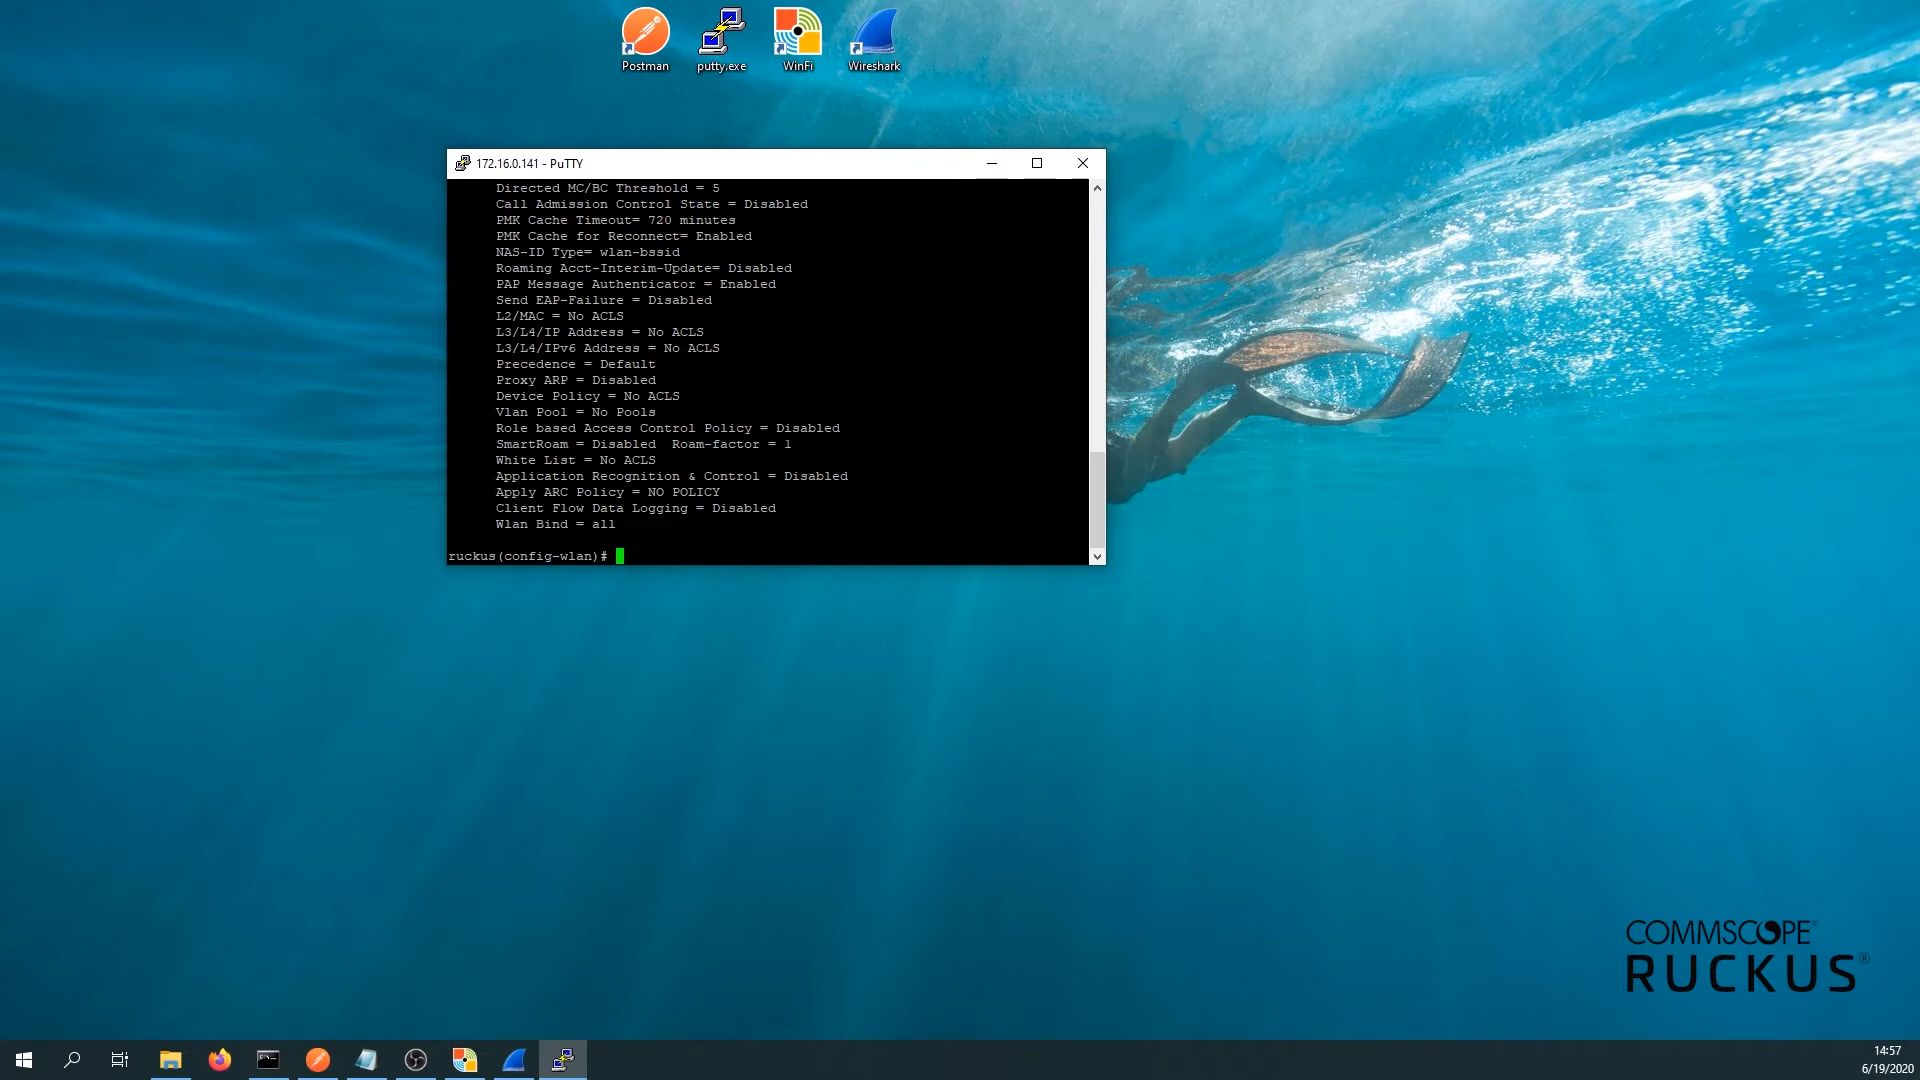 Postman
putty.exe
WinFi
Wireshark
172.16.0.141 - PuTTY
Directed MC/BC Threshold = 5
Call Admission Control State = Disabled
PMK Cache Timeout= 720 minutes
PMK Cache for Reconnect= Enabled
NAS-ID Type= wlan-bssid
Roaming Acct-Interim-Update= Disabled
PAP Message Authenticator = Enabled
Send EAP-Failure = Disabled
L2/MAC = No ACLS
L3/L4/IP Address = No ACLS
L3/L4/IPv6 Address = No ACLS
Precedence = Default
Proxy ARP = Disabled
Device Policy = No ACLS
Vlan Pool = No Pools
Role based Access Control Policy = Disabled
SmartRoam = Disabled  Roam-factor = 1
White List = No ACLS
Application Recognition & Control = Disabled
Apply ARC Policy = NO POLICY
Client Flow Data Logging = Disabled
Wlan Bind = all
ruckus(config-wlan)#
COMMSCOPE®
RUCKUS®
14:57
6/19/2020